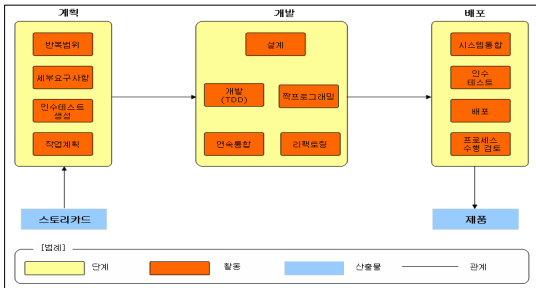 계획
개발
배포
반복범위
세부요구사항
인수테스트
생성
작업계획
설계
개발
(TDD)
짝프로그래밍
연속통합
리팩토링
시스템통합
인수
테스트
배포
프로세스
수행 검토
스토리카드
제품
[범례]
단계
활동
산출물
관계